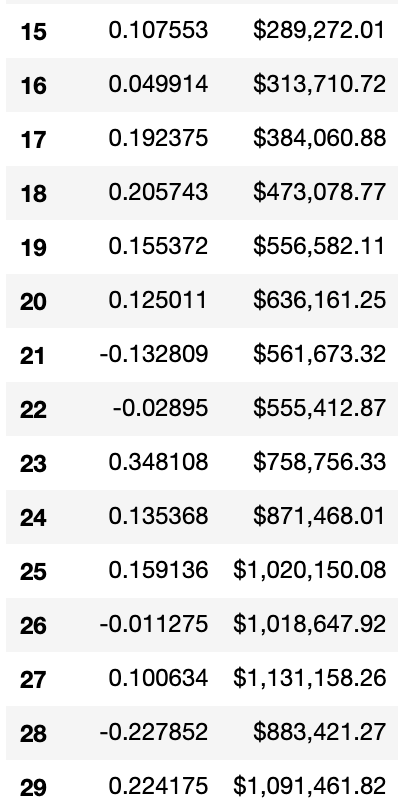 15 0.107553 $289,272.01
16 0.049914 $313,710.72
17 0.192375 $384,060.88
18 0.205743 $473,078.77
19 0.155372 $556,582.11
20 0.125011 $636,161.25
21 -0.132809 $561,673.32
22 -0.02895 $555,412.87
23 0.348108 $758,756.33
24 0.135368 $871,468.01
25 0.159136 $1,020,150.08
26 -0.011275 $1,018,647.92
27 0.100634 $1,131,158.26
28 -0.227852 $883,421.27
29 0.224175 $1,091,461.82